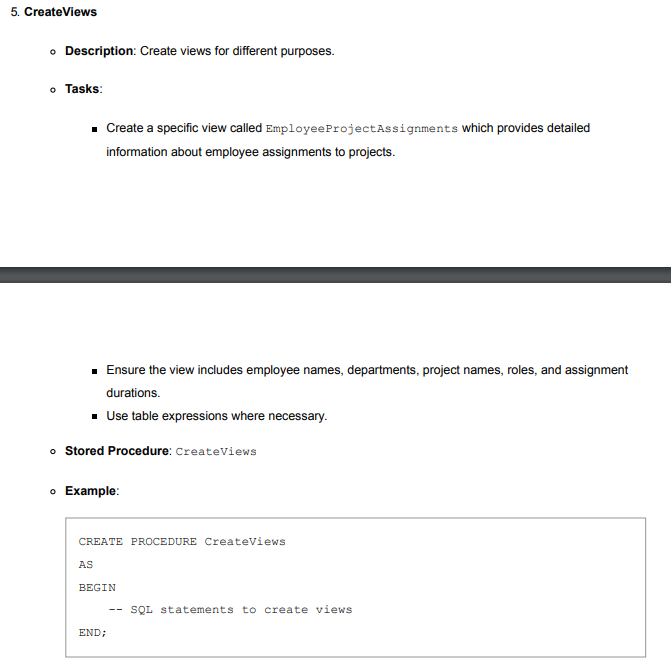 5. CreateViews
Description: Create views for different purposes.
Tasks:
Create a specific view called EmployeeProjectAssignments which provides detailed
information about employee assignments to projects.
Ensure the view includes employee names, departments, project names, roles, and assignment
durations.
Use table expressions where necessary.
Stored Procedure: CreateViews
Example:
CREATE PROCEDURE CreateViews
AS
BEGIN
    -- SQL statements to create views
END;